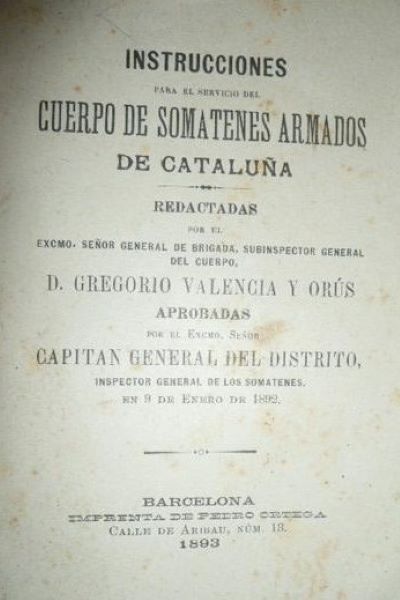 INSTRUCCIONES
PARA EL SERVICIO DEL
CUERPO DE SOMATENES ARMADOS
DE CATALUÑA
REDACTADAS
POR EL
EXCMO. SEÑOR GENERAL DE BRIGADA, SUBINSPECTOR GENERAL
DEL CUERPO,
D. GREGORIO VALENCIA Y ORÚS
APROBADAS
POR EL EXCMO. SEÑOR
CAPITAN GENERAL DEL DISTRITO,
INSPECTOR GENERAL DE LOS SOMATENES,
EN 9 DE ENERO DE 1892.
BARCELONA
IMPRENTA DE PEDRO ORTEGA
CALLE DE ARIBAU, NÚM. 13.
1893